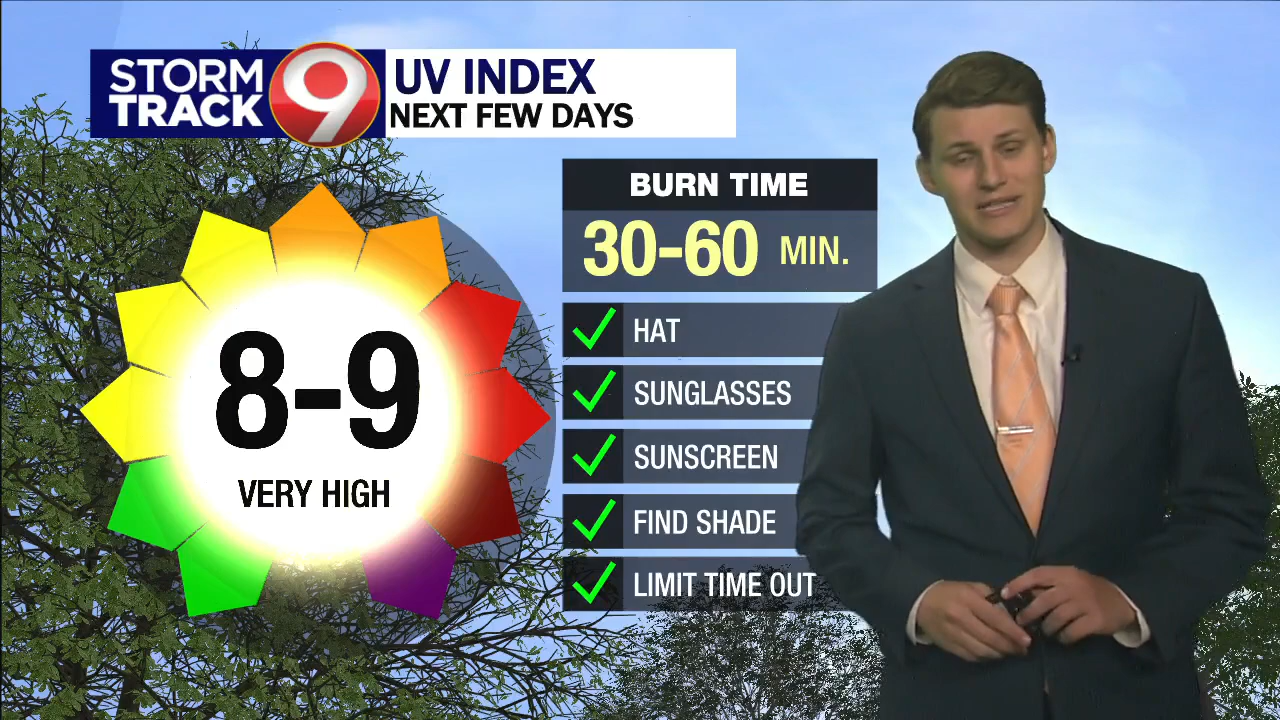 STORM TRACK 9
UV INDEX
NEXT FEW DAYS
8-9
VERY HIGH
BURN TIME
30-60 MIN.
HAT
SUNGLASSES
SUNSCREEN
FIND SHADE
LIMIT TIME OUT